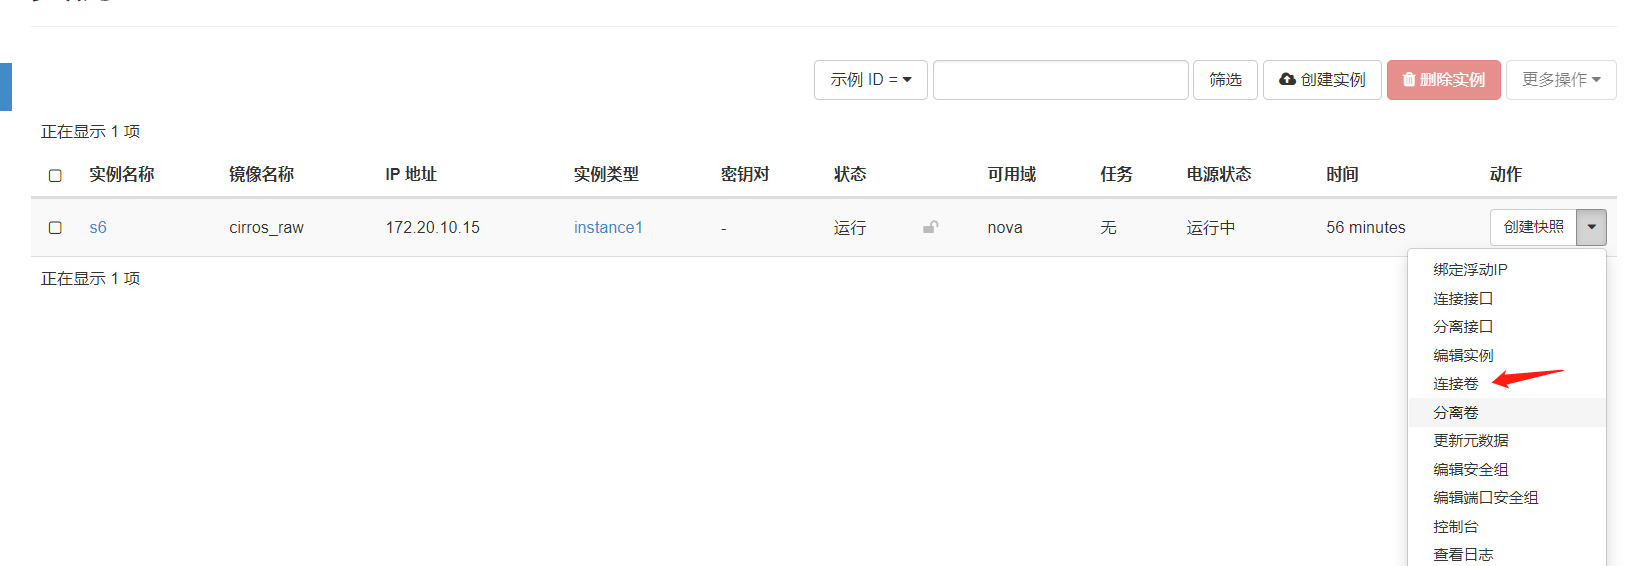 示例 ID = 筛选 创建实例 删除实例 更多操作
正在显示 1 项
实例名称 镜像名称 IP 地址 实例类型 密钥对 状态 可用域 任务 电源状态 时间 动作
s6 cirros_raw 172.20.10.15 instance1 - 运行 nova 无 运行中 56 minutes 创建快照
正在显示 1 项
绑定浮动IP
连接接口
分离接口
编辑实例
连接卷
分离卷
更新元数据
编辑安全组
编辑端口安全组
控制台
查看日志